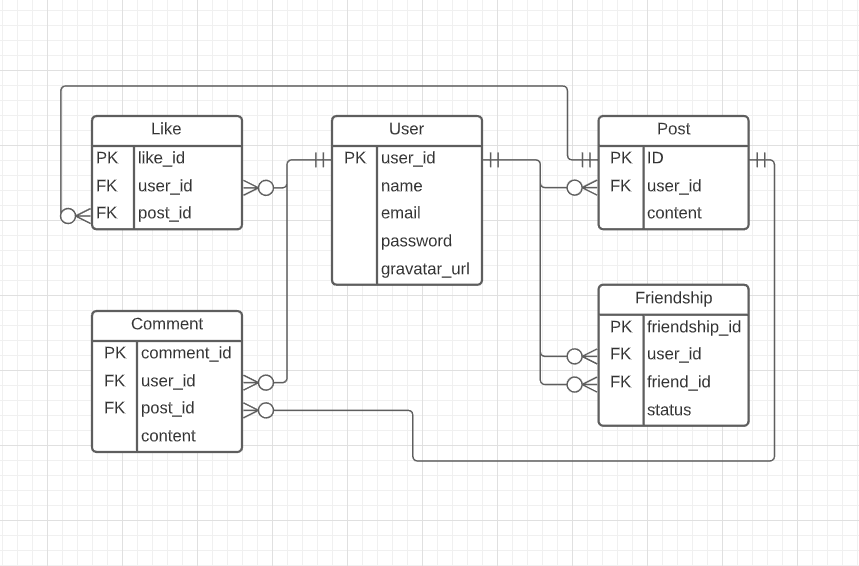 Like
PK like_id
FK user_id
FK post_id
User
PK user_id
name
email
password
gravatar_url
Post
PK ID
FK user_id
content
Comment
PK comment_id
FK user_id
FK post_id
content
Friendship
PK friendship_id
FK user_id
FK friend_id
status